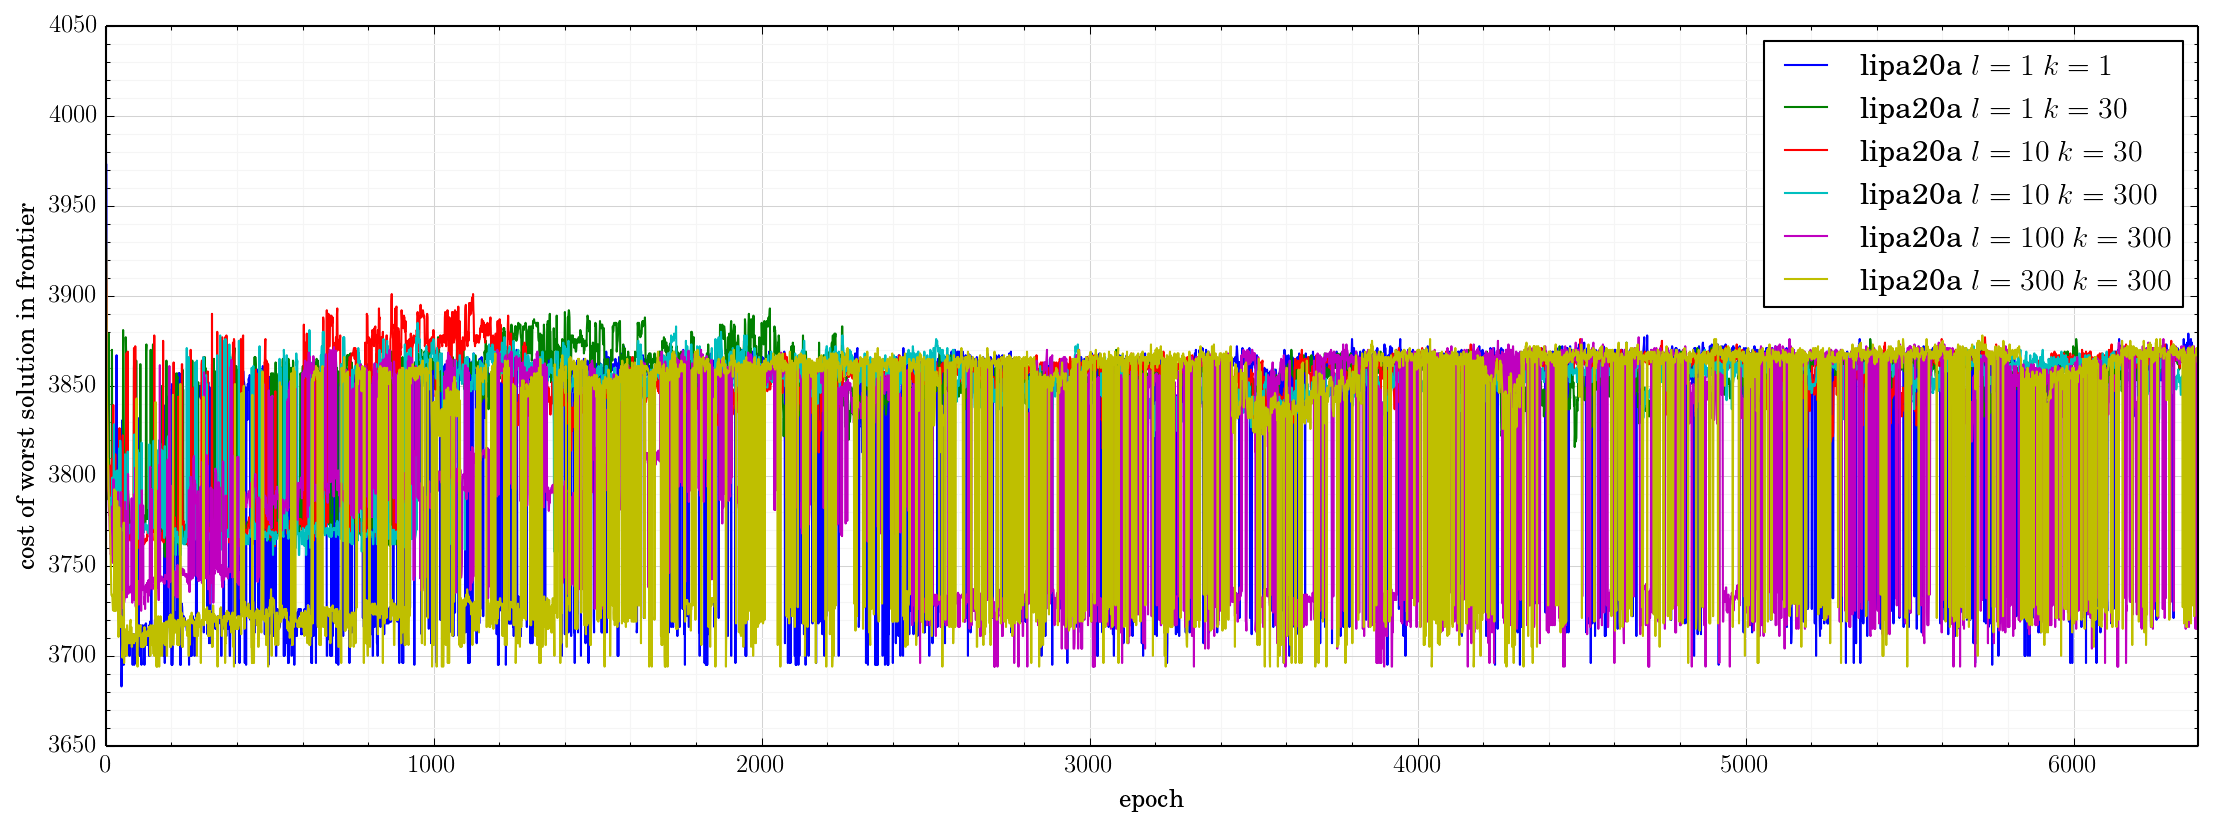 4050
4000
3950
3900
3850
3800
3750
3700
3650
cost of worst solution in frontier
0 1000 2000 3000 4000 5000 6000
epoch
lipa20a l = 1 k = 1
lipa20a l = 1 k = 30
lipa20a l = 10 k = 30
lipa20a l = 10 k = 300
lipa20a l = 100 k = 300
lipa20a l = 300 k = 300